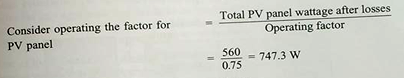 Consider operating the factor for
PV panel
= Total PV panel wattage after losses
Operating factor
= 560
0.75
= 747.3 W